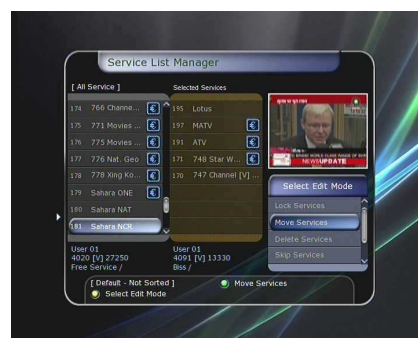 Service List Manager
[ All Service ]
Selected Services
174 766 Channe... €
175 771 Movies ... €
176 775 Movies ... €
177 776 Nat. Geo €
178 778 Xing Ko... €
179 Sahara ONE €
180 Sahara NAT
181 Sahara NCR
195 Lotus
197 MATV €
191 ATV €
171 748 Star W... €
170 747 Channel [V] ...
NEWSUPDATE
Select Edit Mode
Lock Services
Move Services
Delete Services
Skip Services
User 01
4020 [V] 27250
Free Service /
User 01
4091 [V] 13330
Biss /
[ Default - Not Sorted ]
Move Services
Select Edit Mode